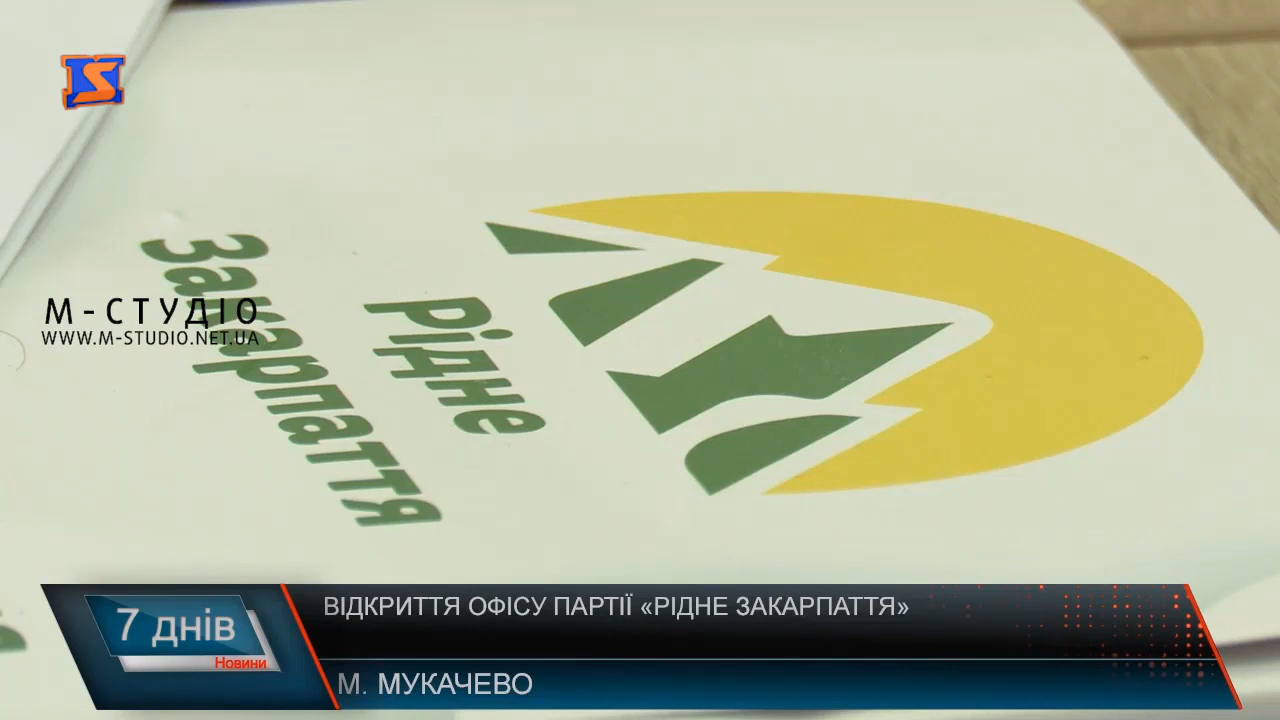 М-СТУДІО
WWW.M-STUDIO.NET.UA
рідне
Закарпаття
7 днів
Новини
ВІДКРИТТЯ ОФІСУ ПАРТІЇ «РІДНЕ ЗАКАРПАТТЯ»
М. МУКАЧЕВО